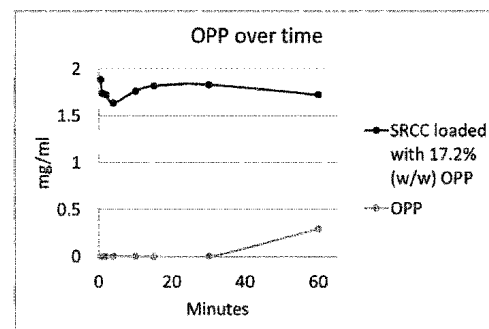 OPP over time
2
1.5
1
0.5
0
mg/ml
0 20 40 60
Minutes
SRCC loaded
with 17.2%
(w/w) OPP
OPP